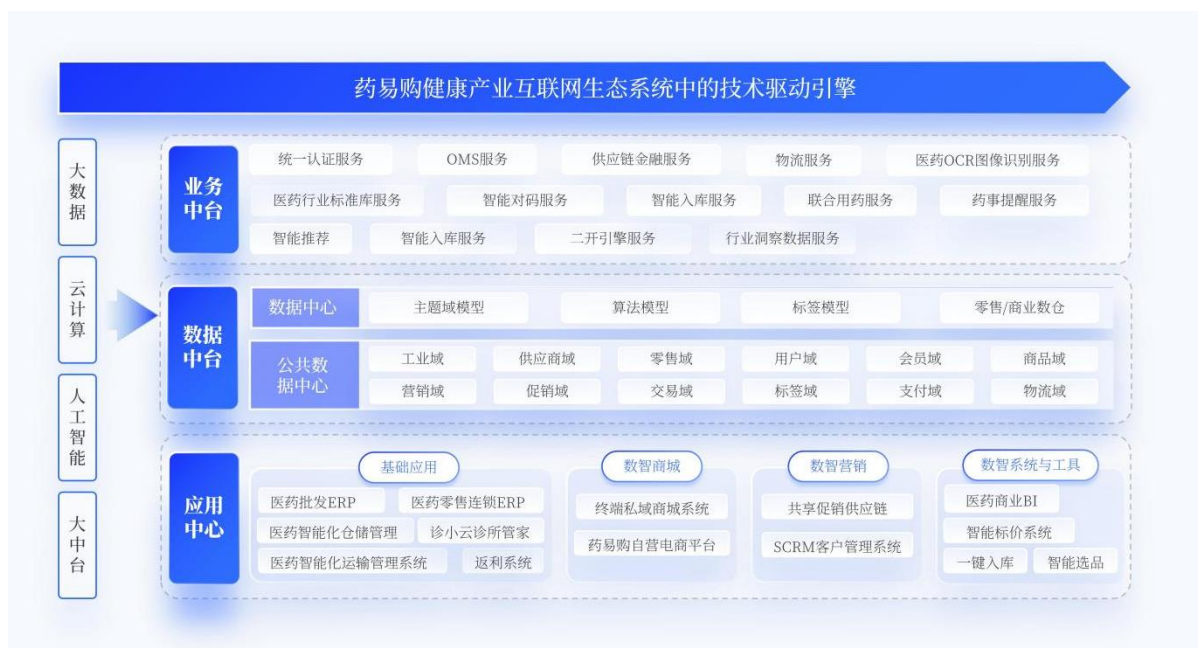 药易购健康产业互联网生态系统中的技术驱动引擎
大数据
云计算
人工智能
大中台
业务中台
统一认证服务 OMS服务 供应链金融服务 物流服务 医药OCR图像识别服务
医药行业标准库服务 智能对码服务 智能入库服务 联合用药服务 药事提醒服务
智能推荐 智能入库服务 二开引擎服务 行业洞察数据服务
数据中台
数据中心 主题域模型 算法模型 标签模型 零售/商业数仓
公共数据中心
工业域 供应商域 零售域 用户域 会员域 商品域
营销域 促销域 交易域 标签域 支付域 物流域
应用中心
基础应用
医药批发ERP 医药零售连锁ERP
医药智能化仓储管理 诊小云诊所管家
医药智能化运输管理系统 返利系统
数智商城
终端私域商城系统
药易购自营电商平台
数智营销
共享促销供应链
SCRM客户管理系统
数智系统与工具
医药商业BI
智能标价系统
一键入库 智能选品